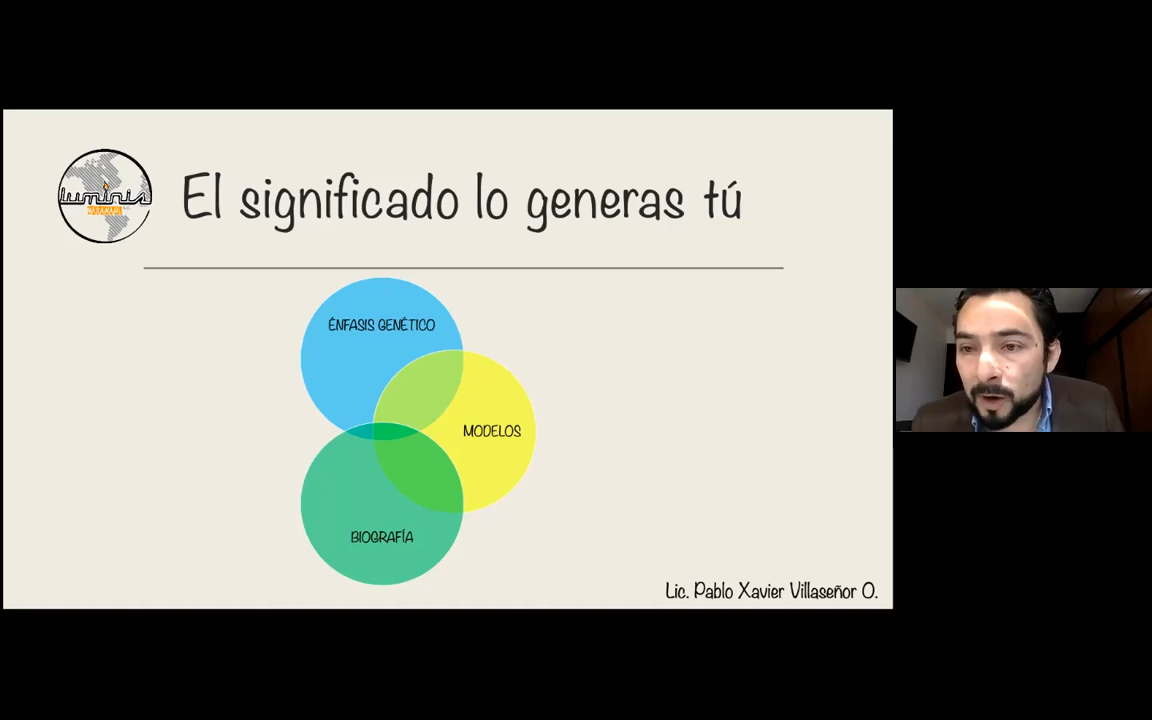 luminis
El significado lo generas tú
ÉNFASIS GENÉTICO
MODELOS
BIOGRAFÍA
Lic. Pablo Xavier Villaseñor O.